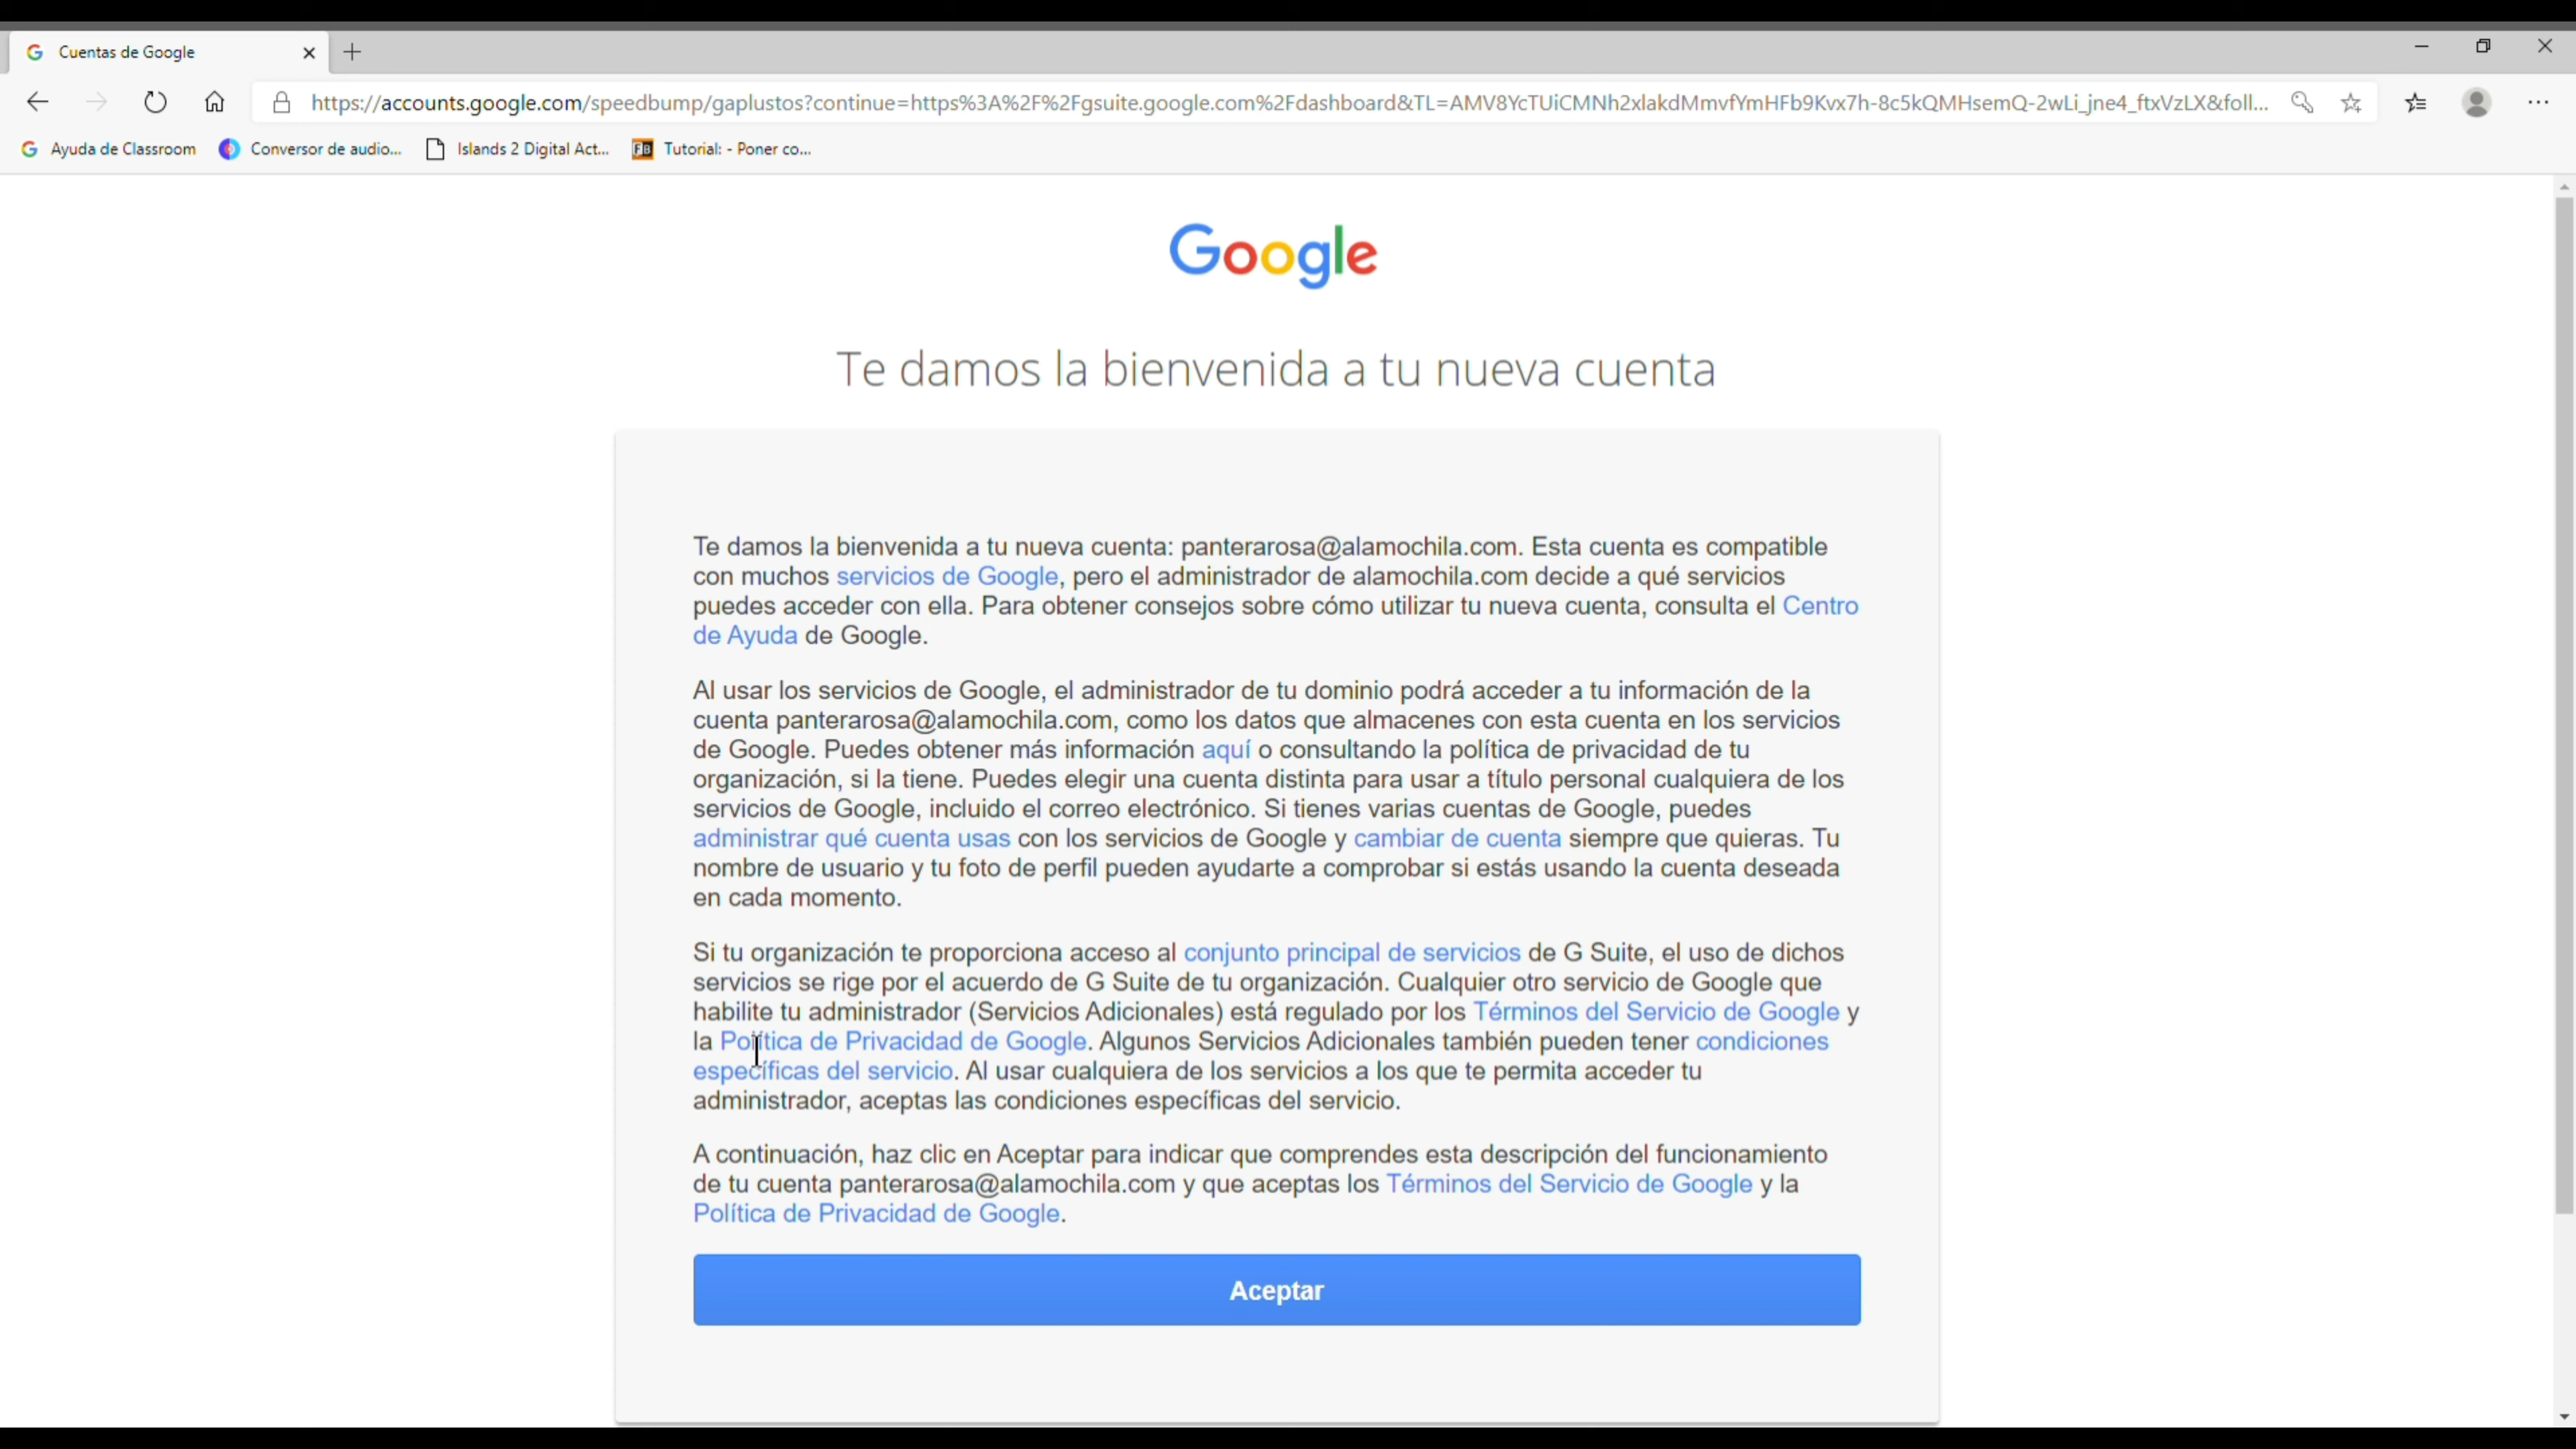 Cuentas de Google
https://accounts.google.com/speedbump/gaplustos?continue=https%3A%2F%2Fgsuite.google.com%2Fdashboard&TL=AMV8YcTUiCMNh2xlakdMmvfYmHFb9Kvx7h-8c5kQMHsemQ-2wLi_jne4_ftxVzLX&foll...
Ayuda de Classroom Conversor de audio... Islands 2 Digital Act... FB Tutorial: - Poner co...
Google
Te damos la bienvenida a tu nueva cuenta
Te damos la bienvenida a tu nueva cuenta: panterarosa@alamochila.com. Esta cuenta es compatible
con muchos servicios de Google, pero el administrador de alamochila.com decide a qué servicios
puedes acceder con ella. Para obtener consejos sobre cómo utilizar tu nueva cuenta, consulta el Centro
de Ayuda de Google.
Al usar los servicios de Google, el administrador de tu dominio podrá acceder a tu información de la
cuenta panterarosa@alamochila.com, como los datos que almacenes con esta cuenta en los servicios
de Google. Puedes obtener más información aquí o consultando la política de privacidad de tu
organización, si la tiene. Puedes elegir una cuenta distinta para usar a título personal cualquiera de los
servicios de Google, incluido el correo electrónico. Si tienes varias cuentas de Google, puedes
administrar qué cuenta usas con los servicios de Google y cambiar de cuenta siempre que quieras. Tu
nombre de usuario y tu foto de perfil pueden ayudarte a comprobar si estás usando la cuenta deseada
en cada momento.
Si tu organización te proporciona acceso al conjunto principal de servicios de G Suite, el uso de dichos
servicios se rige por el acuerdo de G Suite de tu organización. Cualquier otro servicio de Google que
habilite tu administrador (Servicios Adicionales) está regulado por los Términos del Servicio de Google y
la Política de Privacidad de Google. Algunos Servicios Adicionales también pueden tener condiciones
específicas del servicio. Al usar cualquiera de los servicios a los que te permita acceder tu
administrador, aceptas las condiciones específicas del servicio.
A continuación, haz clic en Aceptar para indicar que comprendes esta descripción del funcionamiento
de tu cuenta panterarosa@alamochila.com y que aceptas los Términos del Servicio de Google y la
Política de Privacidad de Google.
Aceptar